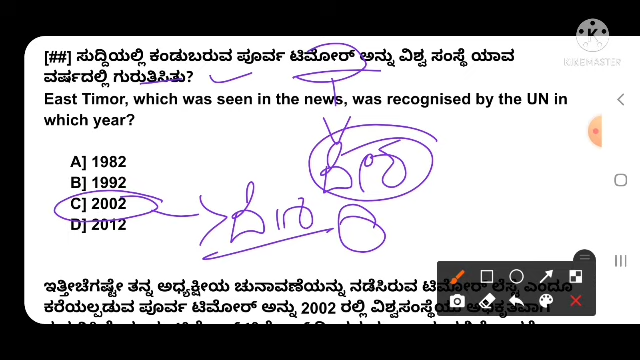 [##] ಸುದ್ದಿಯಲ್ಲಿ ಕಂಡುಬರುವ ಪೂರ್ವ ಟಿಮೋರ್ ಅನ್ನು ವಿಶ್ವ ಸಂಸ್ಥೆ ಯಾವ
ವರ್ಷದಲ್ಲಿ ಗುರುತಿಸಿತು?
East Timor, which was seen in the news, was recognised by the UN in
which year?
A] 1982
B] 1992
C] 2002
D] 2012
ಇತ್ತೀಚೆಗಷ್ಟೇ ತನ್ನ ಅಧ್ಯಕ್ಷೀಯ ಚುನಾವಣೆಯನ್ನು ನಡೆಸಿರುವ ಟಿಮೋರ್ ಲೆಸ್ಟೆ ಎಂದೂ
ಕರೆಯಲ್ಪಡುವ ಪೂರ್ವ ಟಿಮೋರ್ ಅನ್ನು 2002 ರಲ್ಲಿ ವಿಶ್ವಸಂಸ್ಥೆಯು ಅಧಿಕೃತವಾಗಿ
KINEMASTER